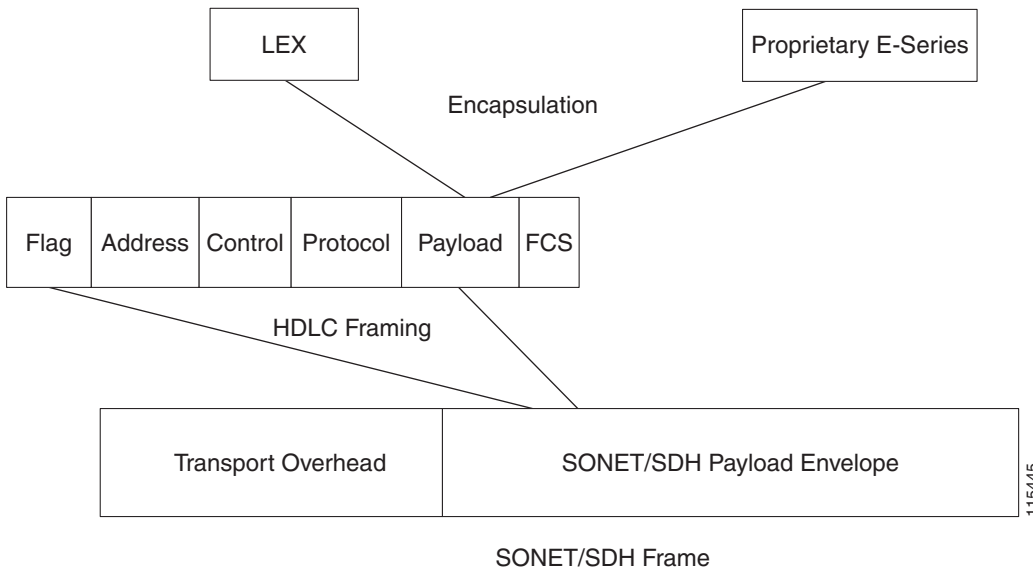 LEX
Proprietary E-Series
Encapsulation
Flag
Address
Control
Protocol
Payload
FCS
HDLC Framing
Transport Overhead
SONET/SDH Payload Envelope
115445
SONET/SDH Frame